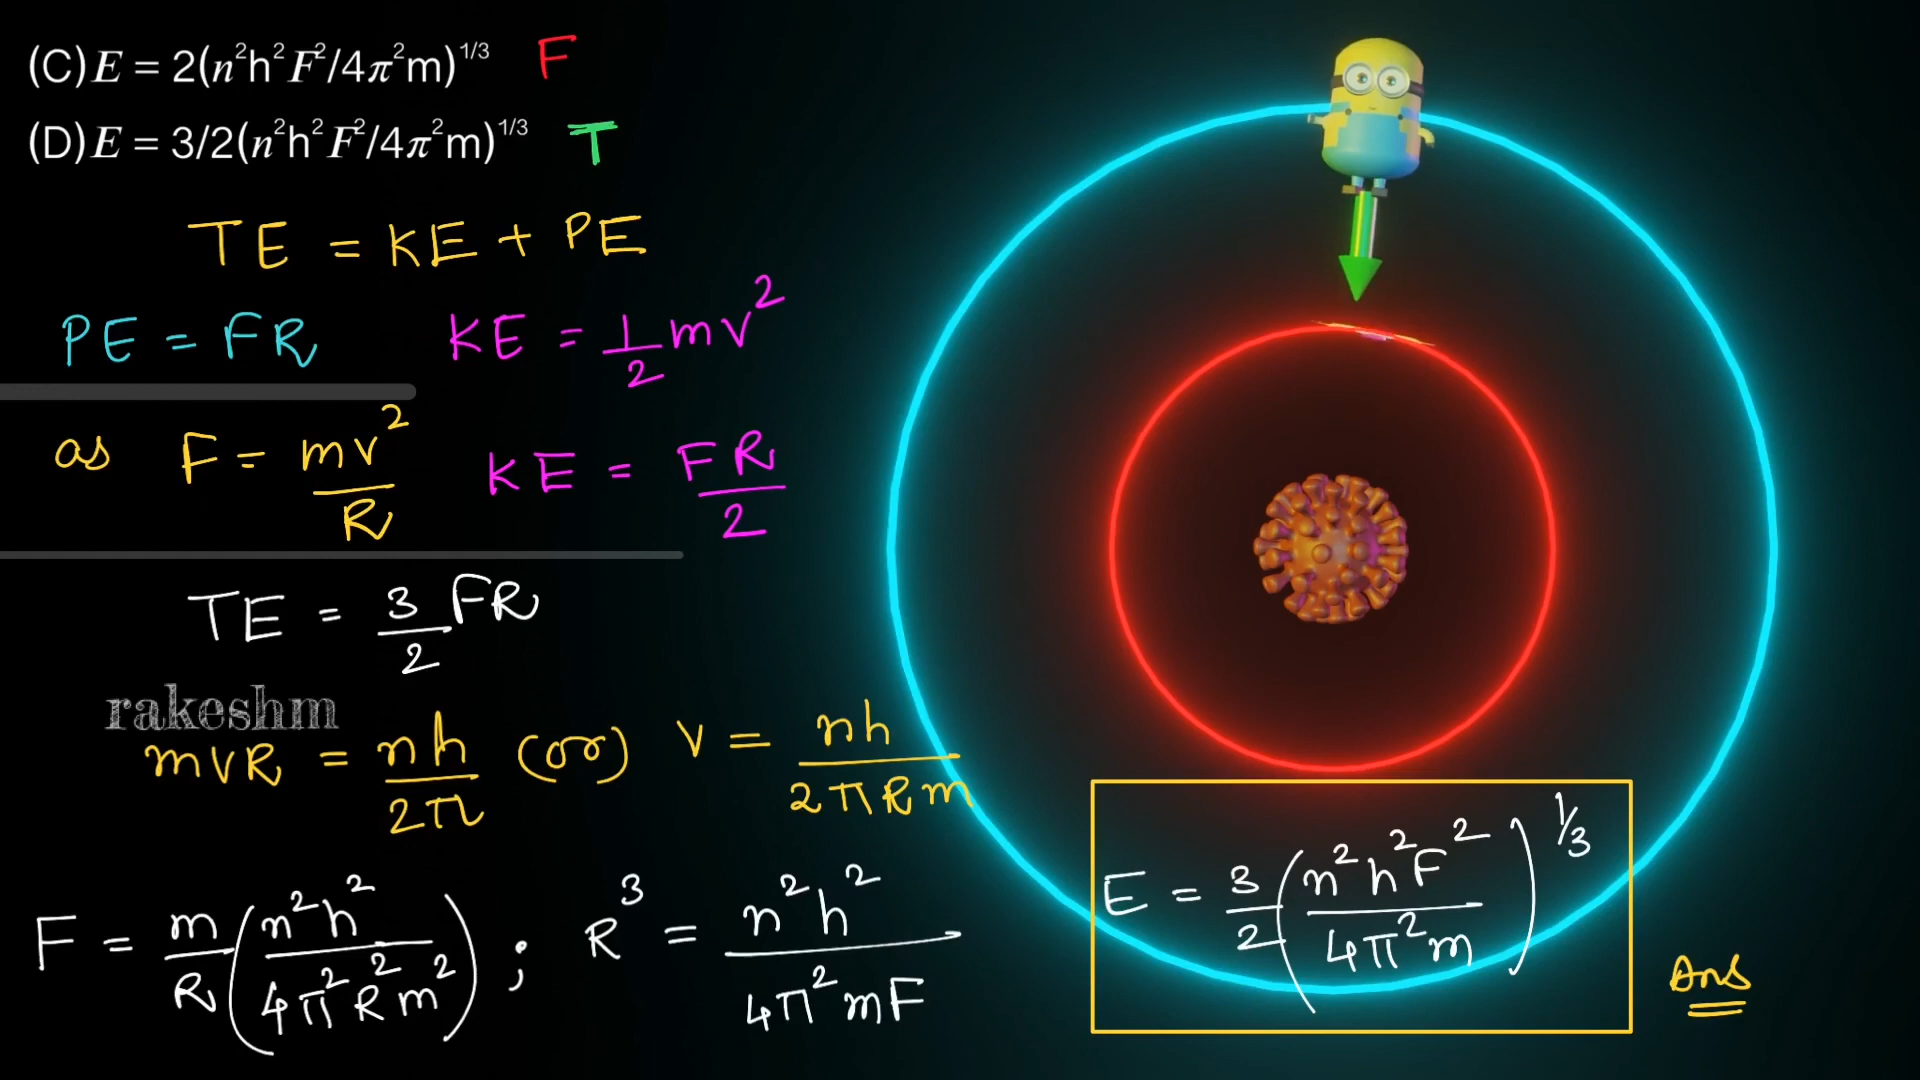 (C) E = 2(n²h²F²/4π²m)^1/3 F
(D) E = 3/2(n²h²F²/4π²m)^1/3 T
TE = KE + PE
PE = FR KE = 1/2 mv²
as F = mv²/R KE = FR/2
TE = 3/2 FR
rakeshm
mvR = nh/2π (or) v = nh/2πRm
F = m/R (n²h²/4π²R²m²) ; R³ = n²h²/4π²mF
E = 3/2 (n²h²F²/4π²m)^1/3
Ans